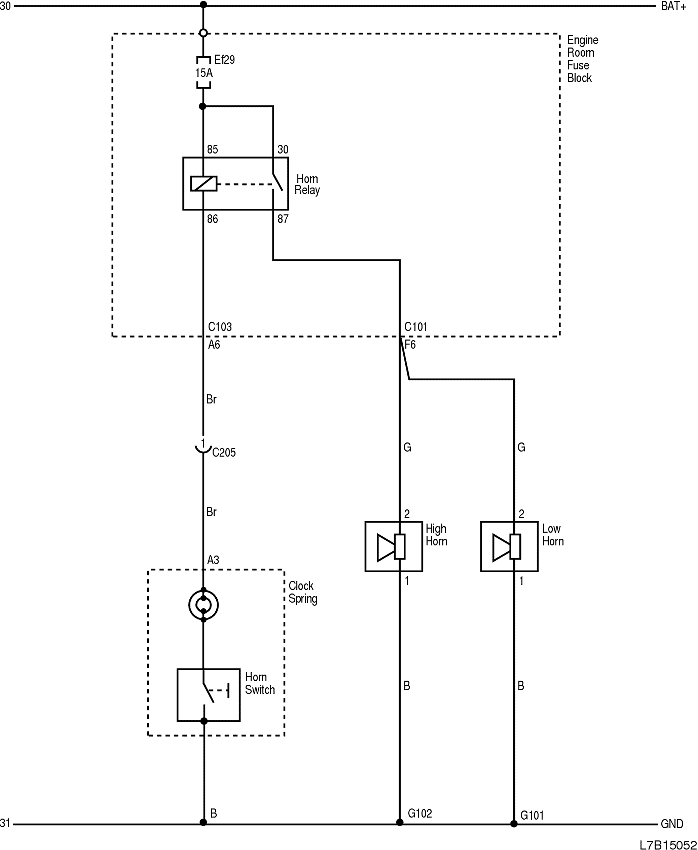 30
BAT+
Engine
Room
Fuse
Block
Ef29
15A
85
30
Horn
Relay
86
87
C103
C101
A6
F6
Br
1
C205
G
G
Br
2
High
Horn
2
Low
Horn
A3
1
1
Clock
Spring
Horn
Switch
B
B
B
G102
G101
31
GND
L7B15052